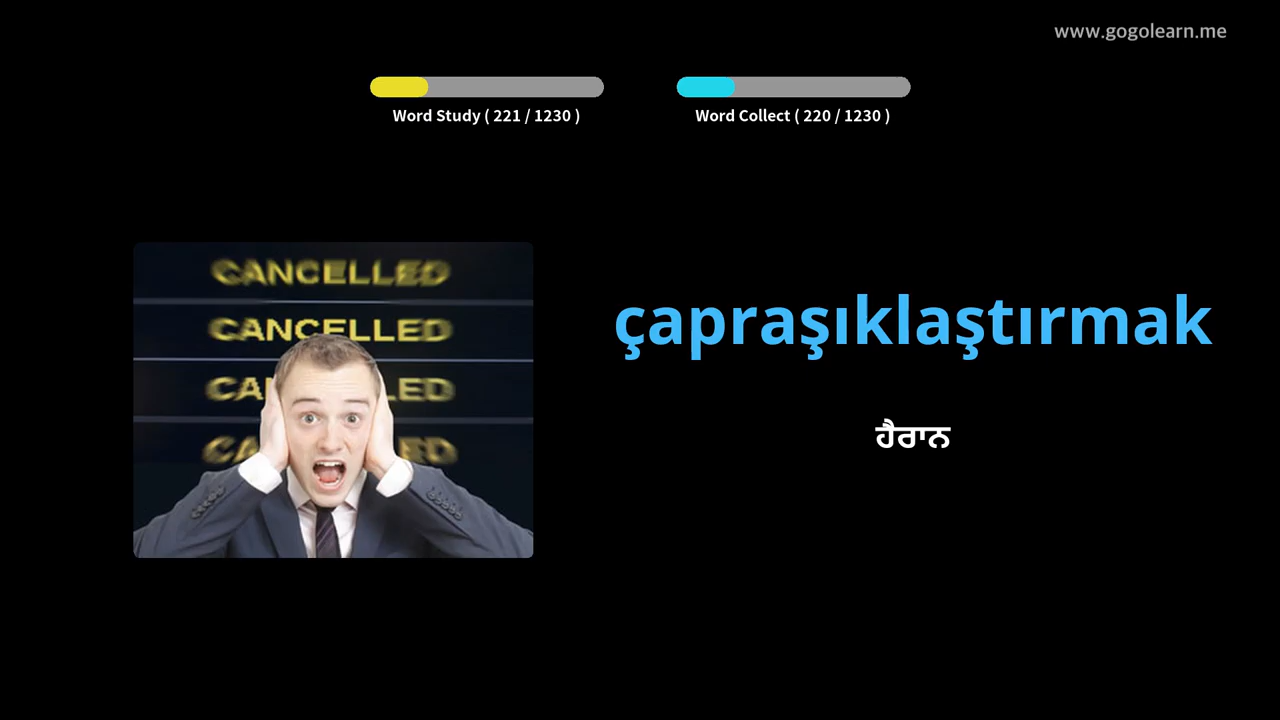 www.gogolearn.me
Word Study ( 221 / 1230 )
Word Collect ( 220 / 1230 )
CANCELLED
CANCELLED
çapraşıklaştırmak
ਹੈਰਾਨ